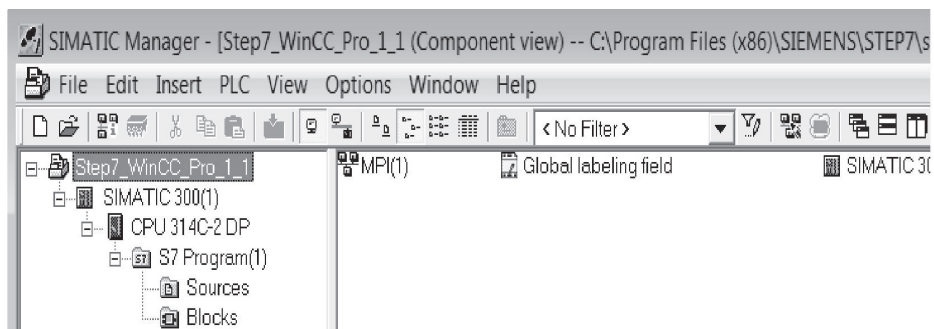 SIMATIC Manager - [Step7_WinCC_Pro_1_1 (Component view) -- C:\Program Files (x86)\SIEMENS\STEP7\s
File Edit Insert PLC View Options Window Help
< No Filter >
Step7_WinCC_Pro_1_1
SIMATIC 300(1)
CPU 314C-2 DP
S7 Program(1)
Sources
Blocks
MPI(1) Global labeling field SIMATIC 30